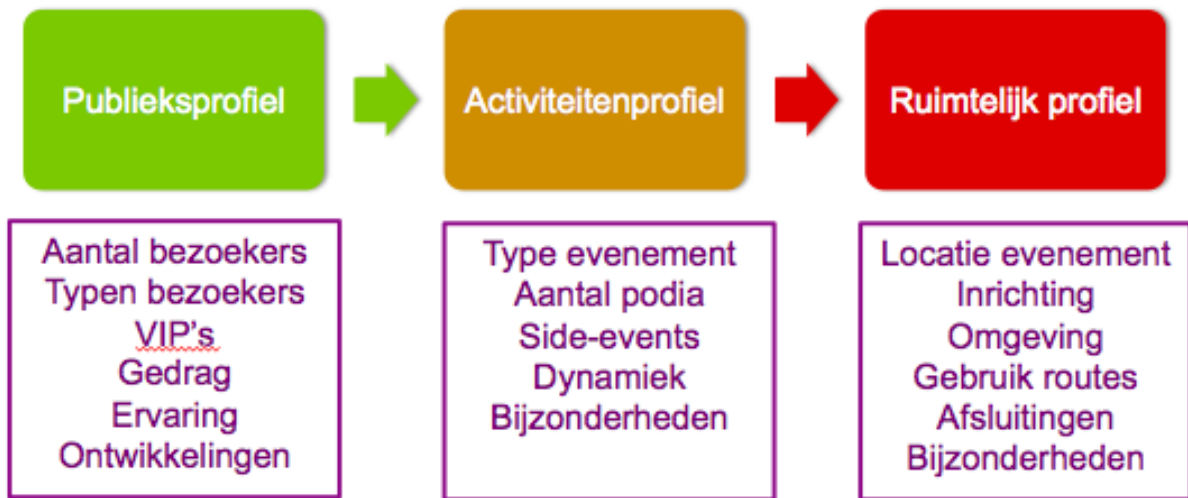 Publieksprofiel
Activiteitenprofiel
Ruimtelijk profiel
Aantal bezoekers
Typen bezoekers
VIP's
Gedrag
Ervaring
Ontwikkelingen
Type evenement
Aantal podia
Side-events
Dynamiek
Bijzonderheden
Locatie evenement
Inrichting
Omgeving
Gebruik routes
Afsluitingen
Bijzonderheden